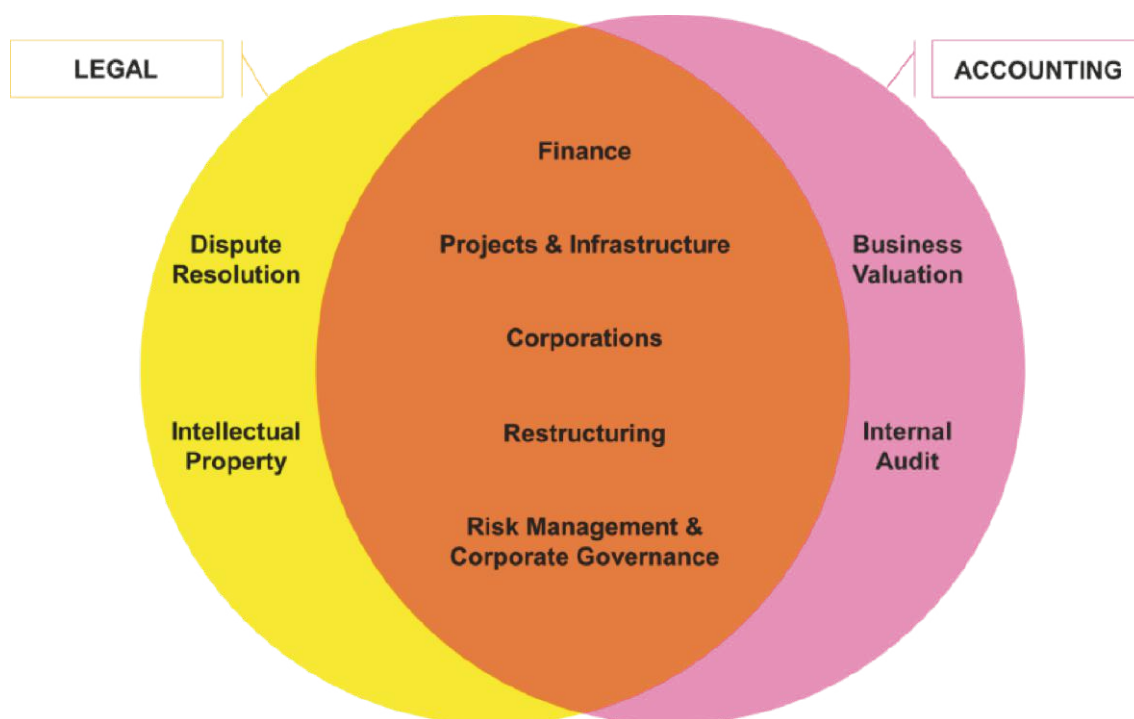 LEGAL
ACCOUNTING
Finance
Dispute
Resolution
Projects & Infrastructure
Business
Valuation
Corporations
Intellectual
Property
Restructuring
Internal
Audit
Risk Management &
Corporate Governance